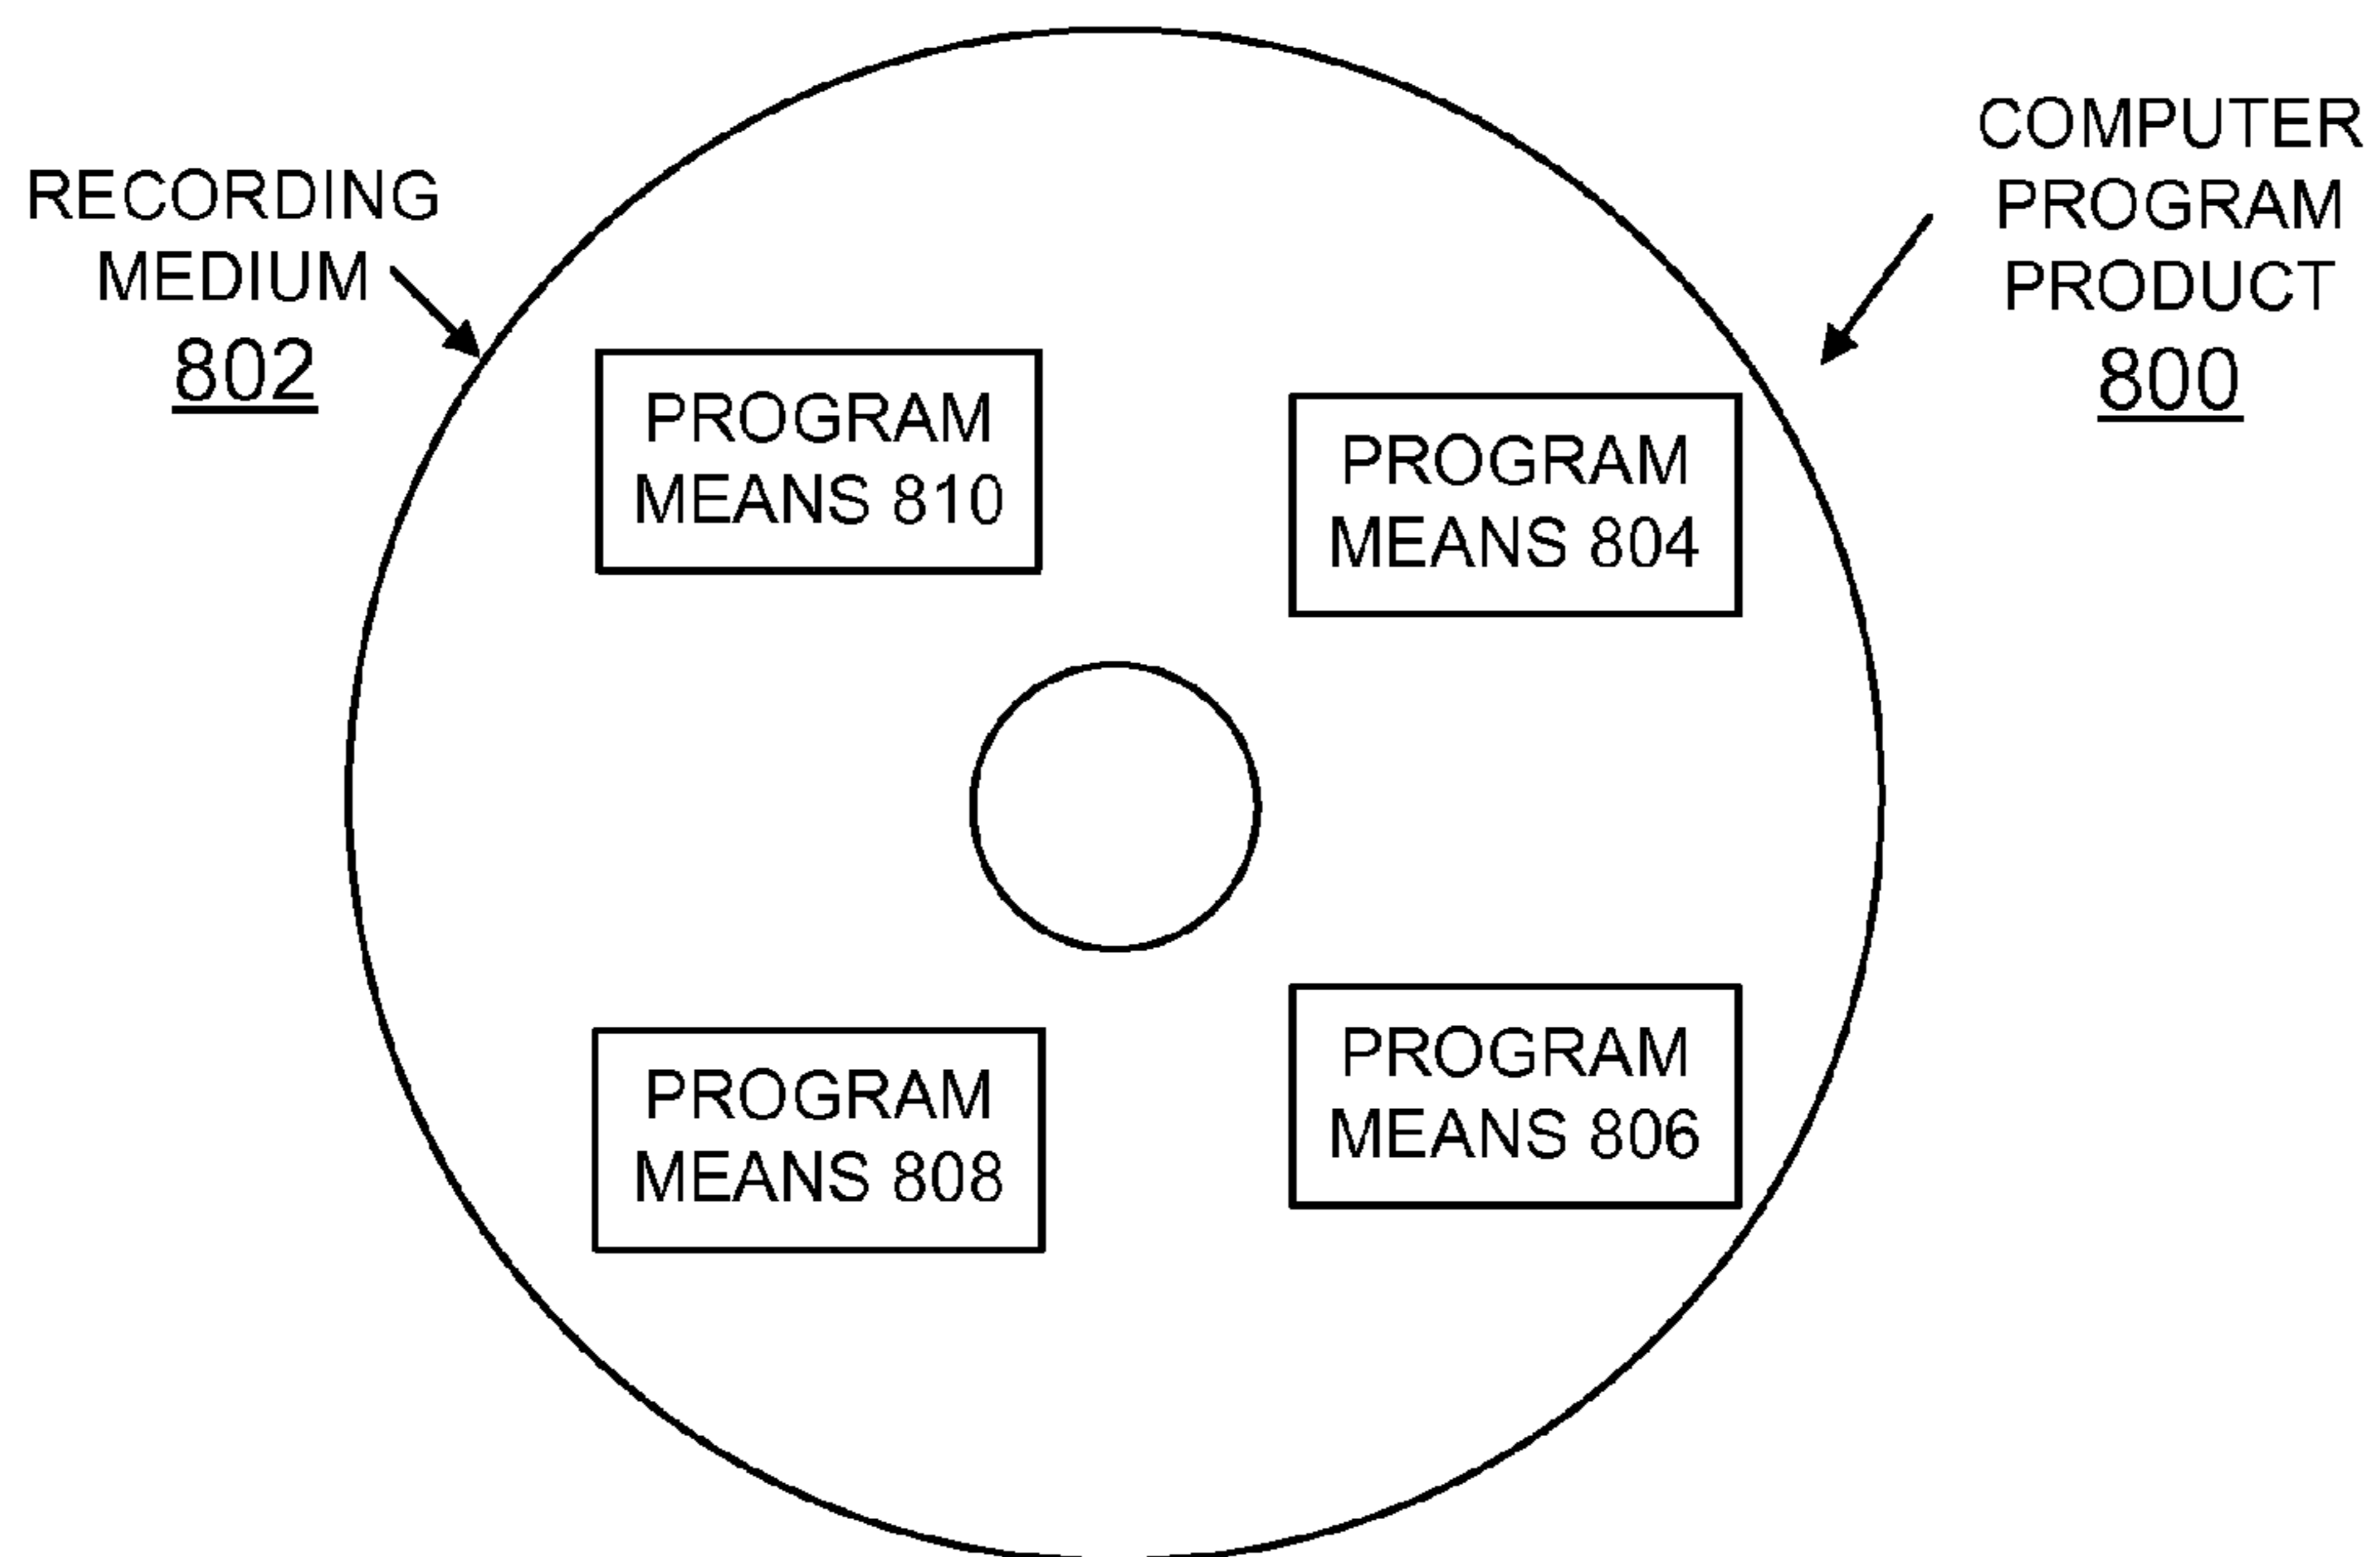 RECORDING
MEDIUM
802
COMPUTER
PROGRAM
PRODUCT
800
PROGRAM
MEANS 810
PROGRAM
MEANS 804
PROGRAM
MEANS 808
PROGRAM
MEANS 806